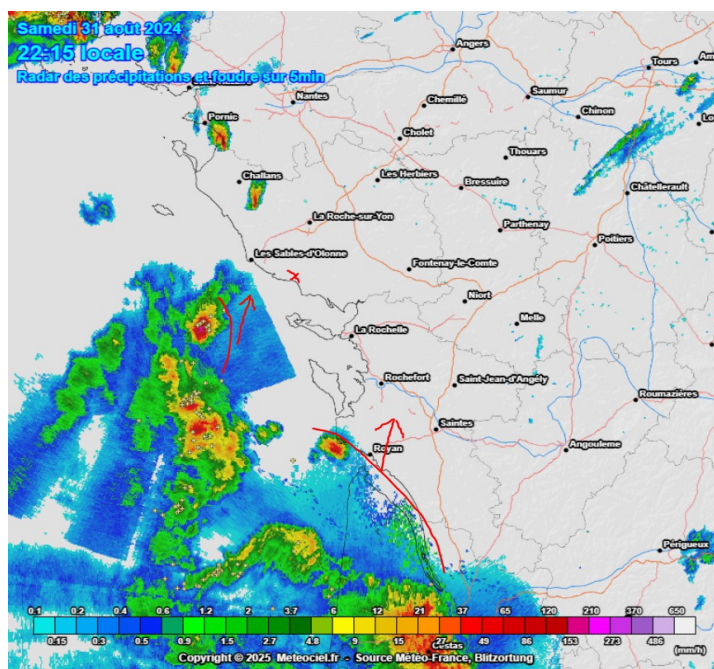 Samedi 31 août 2024
22:15 locale
Radar des précipitations et foudre sur 5min
Angers
Tours
Am
Nantes
Chemillé
Saumur
Chinon
Lo
Pornic
Cholet
Thouars
Challans
Les Herbiers
Bressuire
Châtellerault
La Roche-sur-Yon
Parthenay
Poitiers
Les Sables-d'Olonne
Fontenay-le-Comte
Niort
Melle
La Rochelle
Rochefort
Saint-Jean-d'Angély
Roumazières
Saintes
Royan
Angouleme
Périgueux
0.1 0.2 0.4 0.6 1.2 2 3.7 6 12 21 37 65 120 210 370 650
0.15 0.3 0.5 0.9 1.5 2.7 4.8 9 15 27 49 86 153 273 486 (mm/h)
Cestas
Copyright © 2025 Meteociel.fr - Source Météo-France, Blitzortung